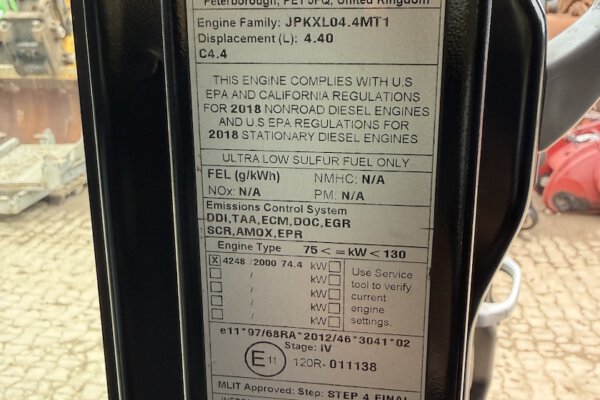 Peterborough, PE1 5FQ, United Kingdom
Engine Family: JPKXL04.4MT1
Displacement (L): 4.40
C4.4
THIS ENGINE COMPLIES WITH U.S
EPA AND CALIFORNIA REGULATIONS
FOR 2018 NONROAD DIESEL ENGINES
AND U.S EPA REGULATIONS FOR
2018 STATIONARY DIESEL ENGINES
ULTRA LOW SULFUR FUEL ONLY
FEL (g/kWh) NMHC: N/A
NOx: N/A PM: N/A
Emissions Control System
DDI,TAA,ECM,DOC,EGR
SCR,AMOX,EPR
Engine Type 75 < = kW < 130
X 4248 / 2000 74.4 kW
/ kW
/ kW
/ kW
/ kW
Use Service
tool to verify
current
engine
settings.
e11*97/68RA*2012/46*3041*02
Stage: IV
E 11 120R- 011138
MLIT Approved: Step: STEP 4 FINAL